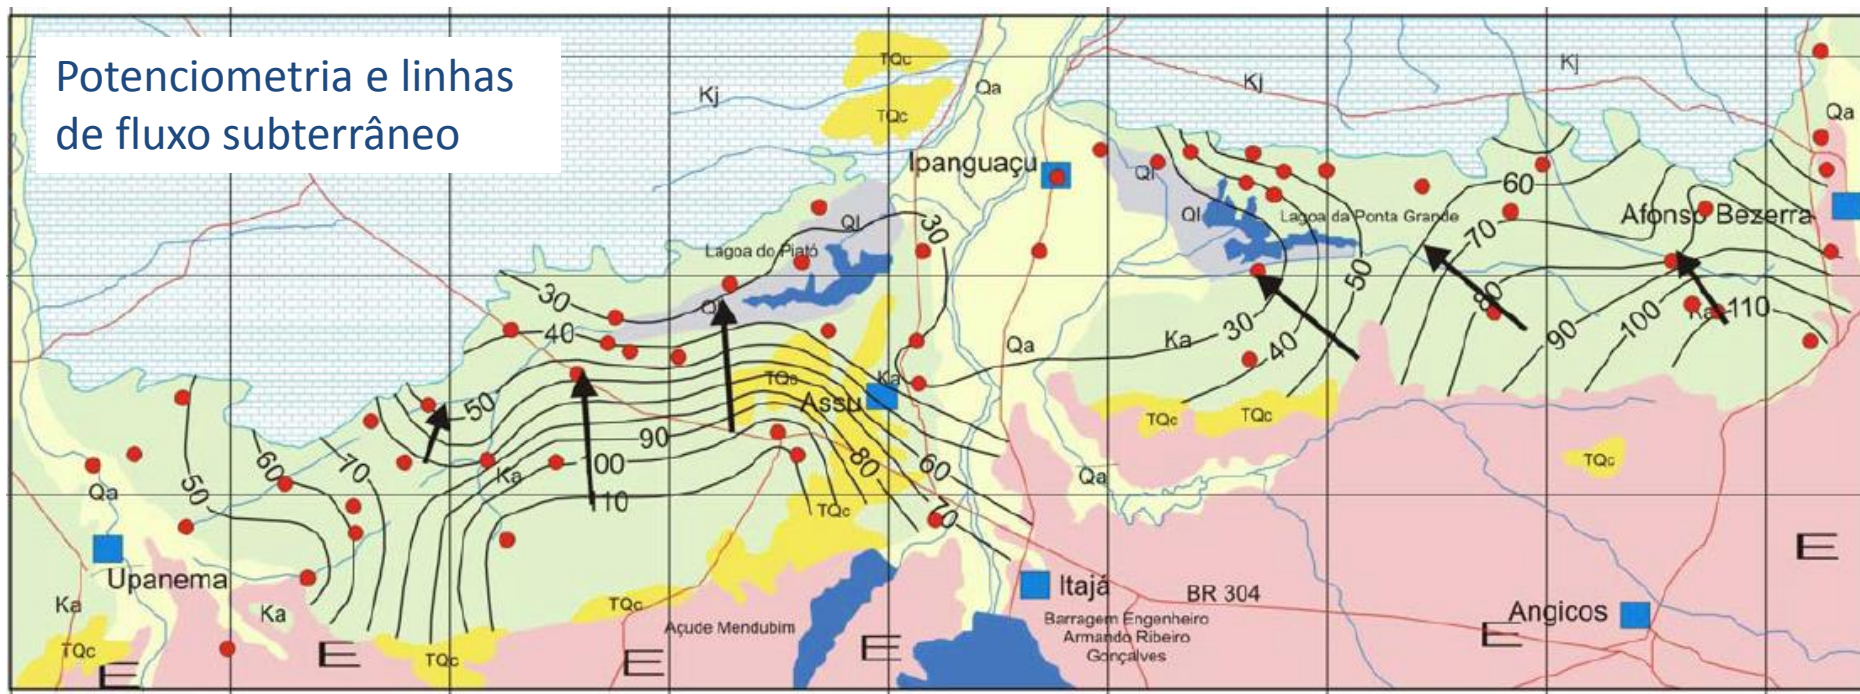 Potenciometria e linhas
de fluxo subterrâneo
TQc
Kj
Qa
TQc
Kj
Kj
Qa
Ipanguaçu
Ql
Ql
Lagoa da Ponta Grande
60
Afonso Bezerra
Ql
30
Lagoa do Piató
70
50
30
Ql
80
40
Qa
Ka
30
40
90
100
Ka
110
TQc
Ka
Assu
50
TQc
TQc
90
80
60
TQc
60
70
100
Ka
Qa
Qa
50
110
TQc
70
E
Upanema
Itajá
BR 304
Ka
Ka
TQc
Açude Mendubim
Barragem Engenheiro
Armando Ribeiro
Gonçalves
Angicos
E
TQc
E
E
TQc
E
E